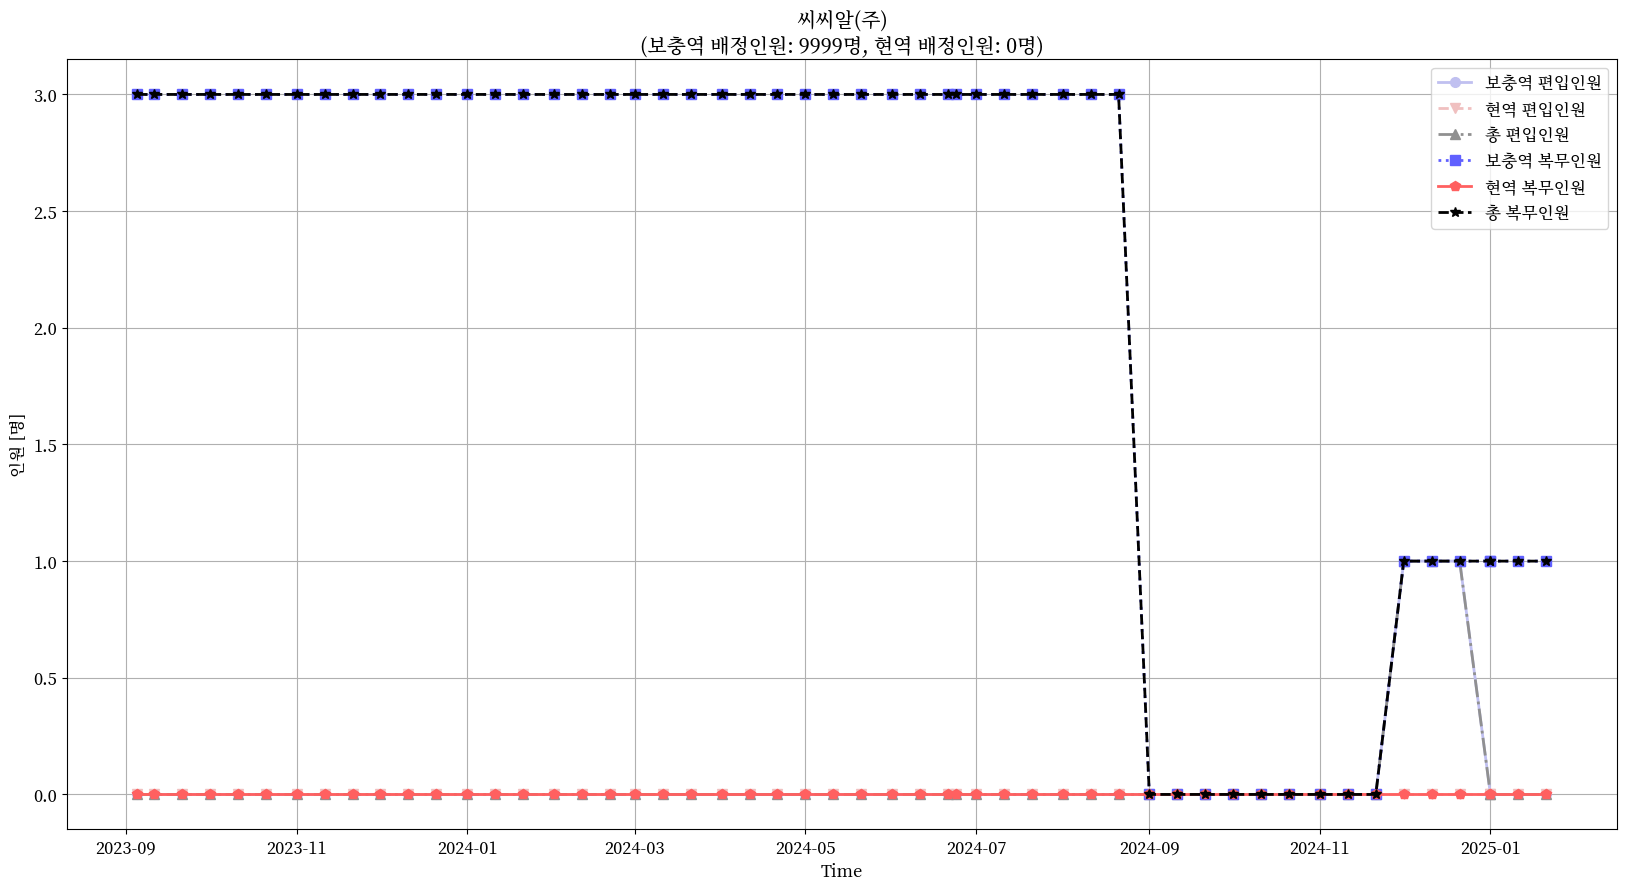 씨씨알(주)
(보충역 배정인원: 9999명, 현역 배정인원: 0명)
보충역 편입인원
현역 편입인원
총 편입인원
보충역 복무인원
현역 복무인원
총 복무인원
3.0
2.5
2.0
1.5
1.0
0.5
0.0
인원 [명]
2023-09
2023-11
2024-01
2024-03
2024-05
2024-07
2024-09
2024-11
2025-01
Time